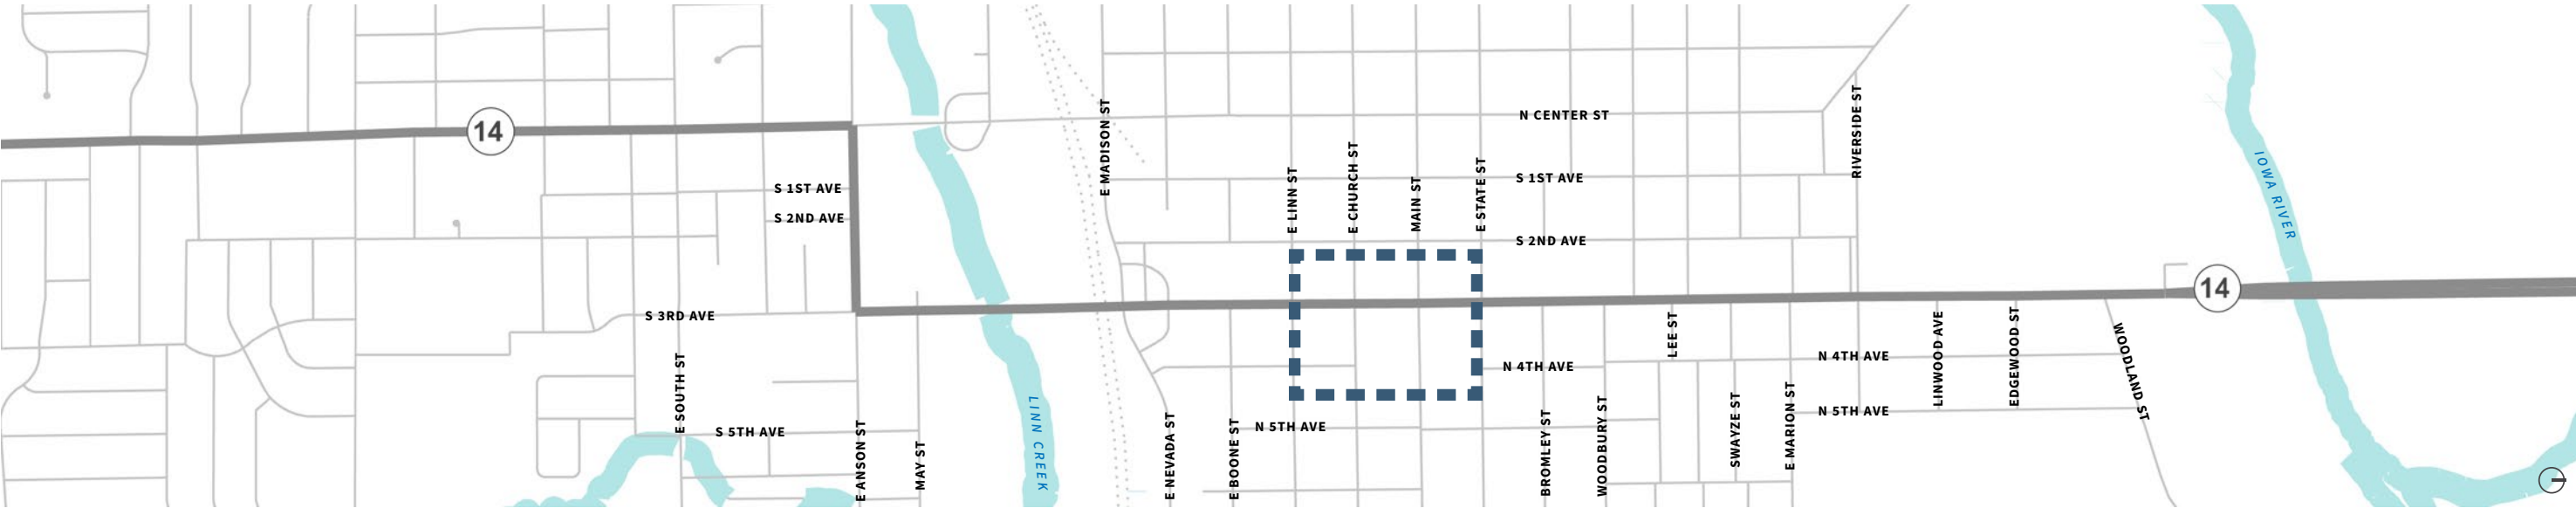 14
E MADISON ST
N CENTER ST
RIVERSIDE ST
E LINN ST
E CHURCH ST
MAIN ST
E STATE ST
S 1ST AVE
S 1ST AVE
S 2ND AVE
S 2ND AVE
IOWA RIVER
14
S 3RD AVE
LEE ST
LINWOOD AVE
EDGEWOOD ST
WOODLAND ST
N 4TH AVE
N 4TH AVE
E SOUTH ST
S 5TH AVE
E ANSON ST
MAY ST
LINN CREEK
E NEVADA ST
E BOONE ST
N 5TH AVE
BROMLEY ST
WOODBURY ST
SWAYZE ST
E MARION ST
N 5TH AVE